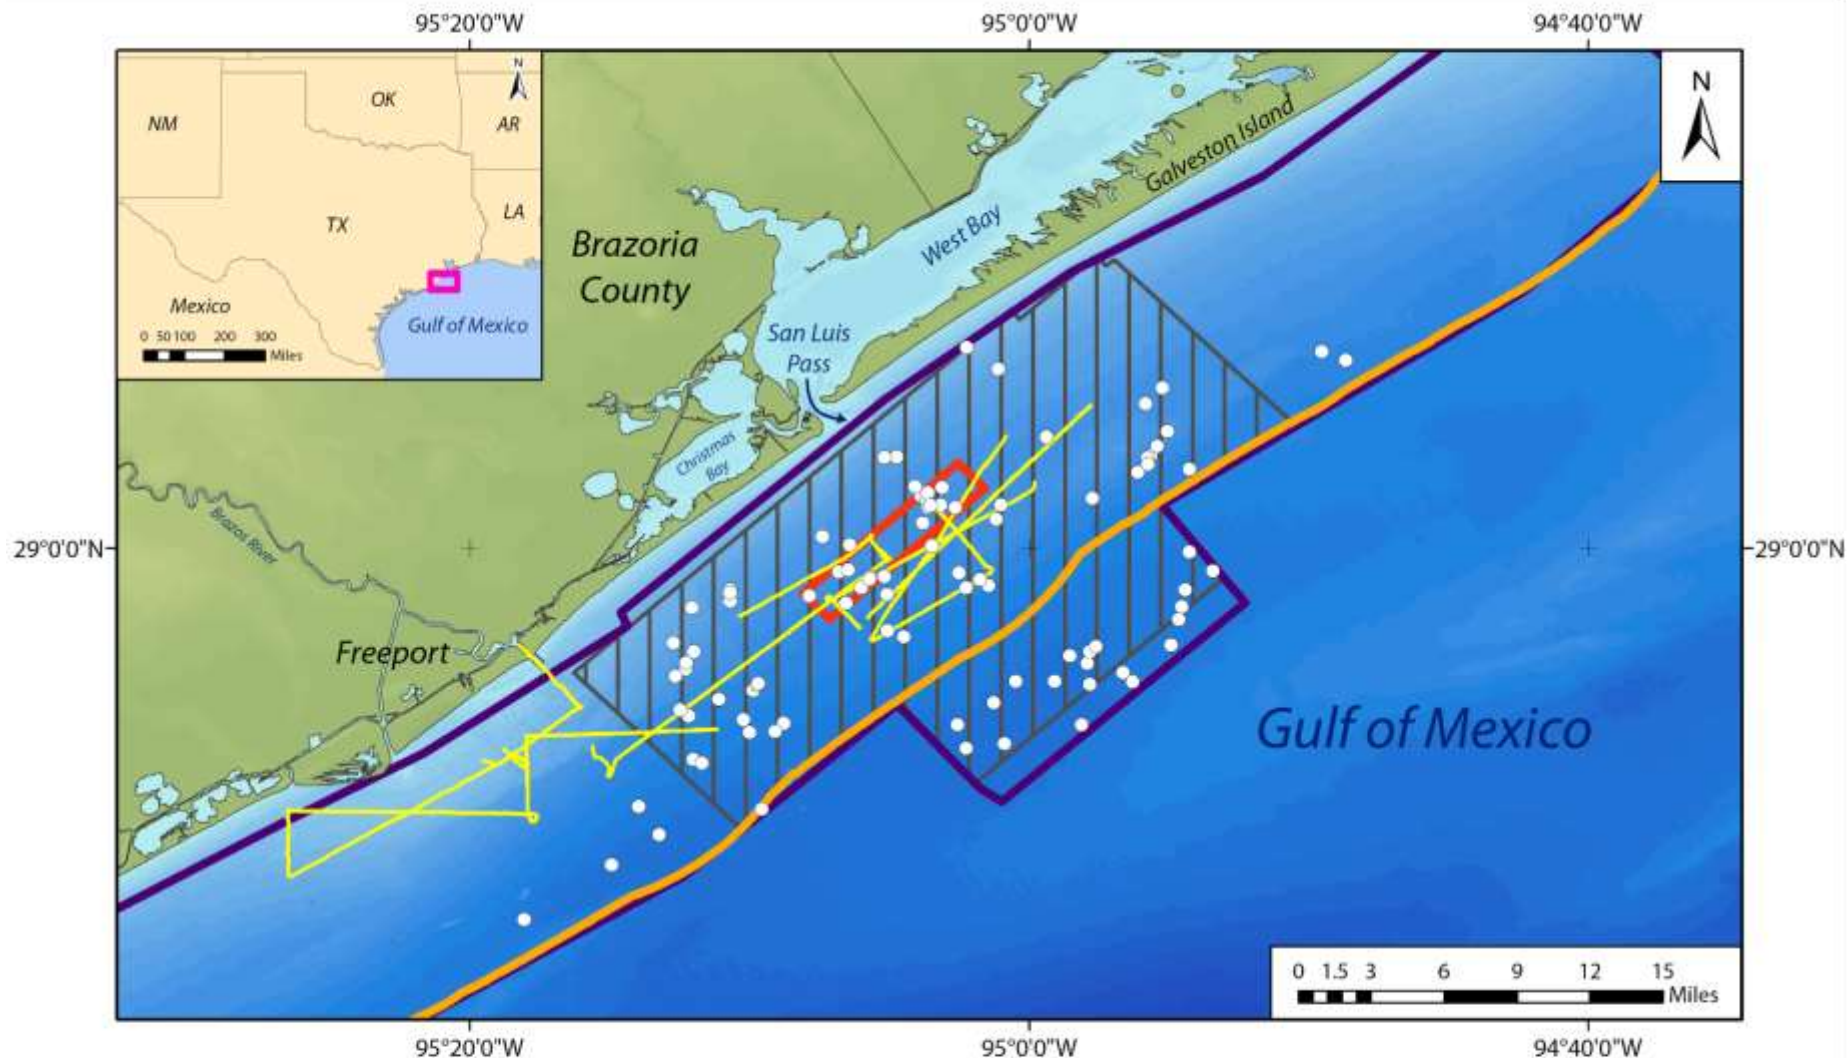 95°20'0"W
95°0'0"W
94°40'0"W
N
NM
OK
AR
TX
LA
Mexico
Gulf of Mexico
0 50 100 200 300
Miles
N
Galveston Island
West Bay
Brazoria
County
San Luis
Pass
Christmas
Bay
Brazos River
29°0'0"N
29°0'0"N
Freeport
Gulf of Mexico
0 1.5 3 6 9 12 15
Miles
95°20'0"W
95°0'0"W
94°40'0"W